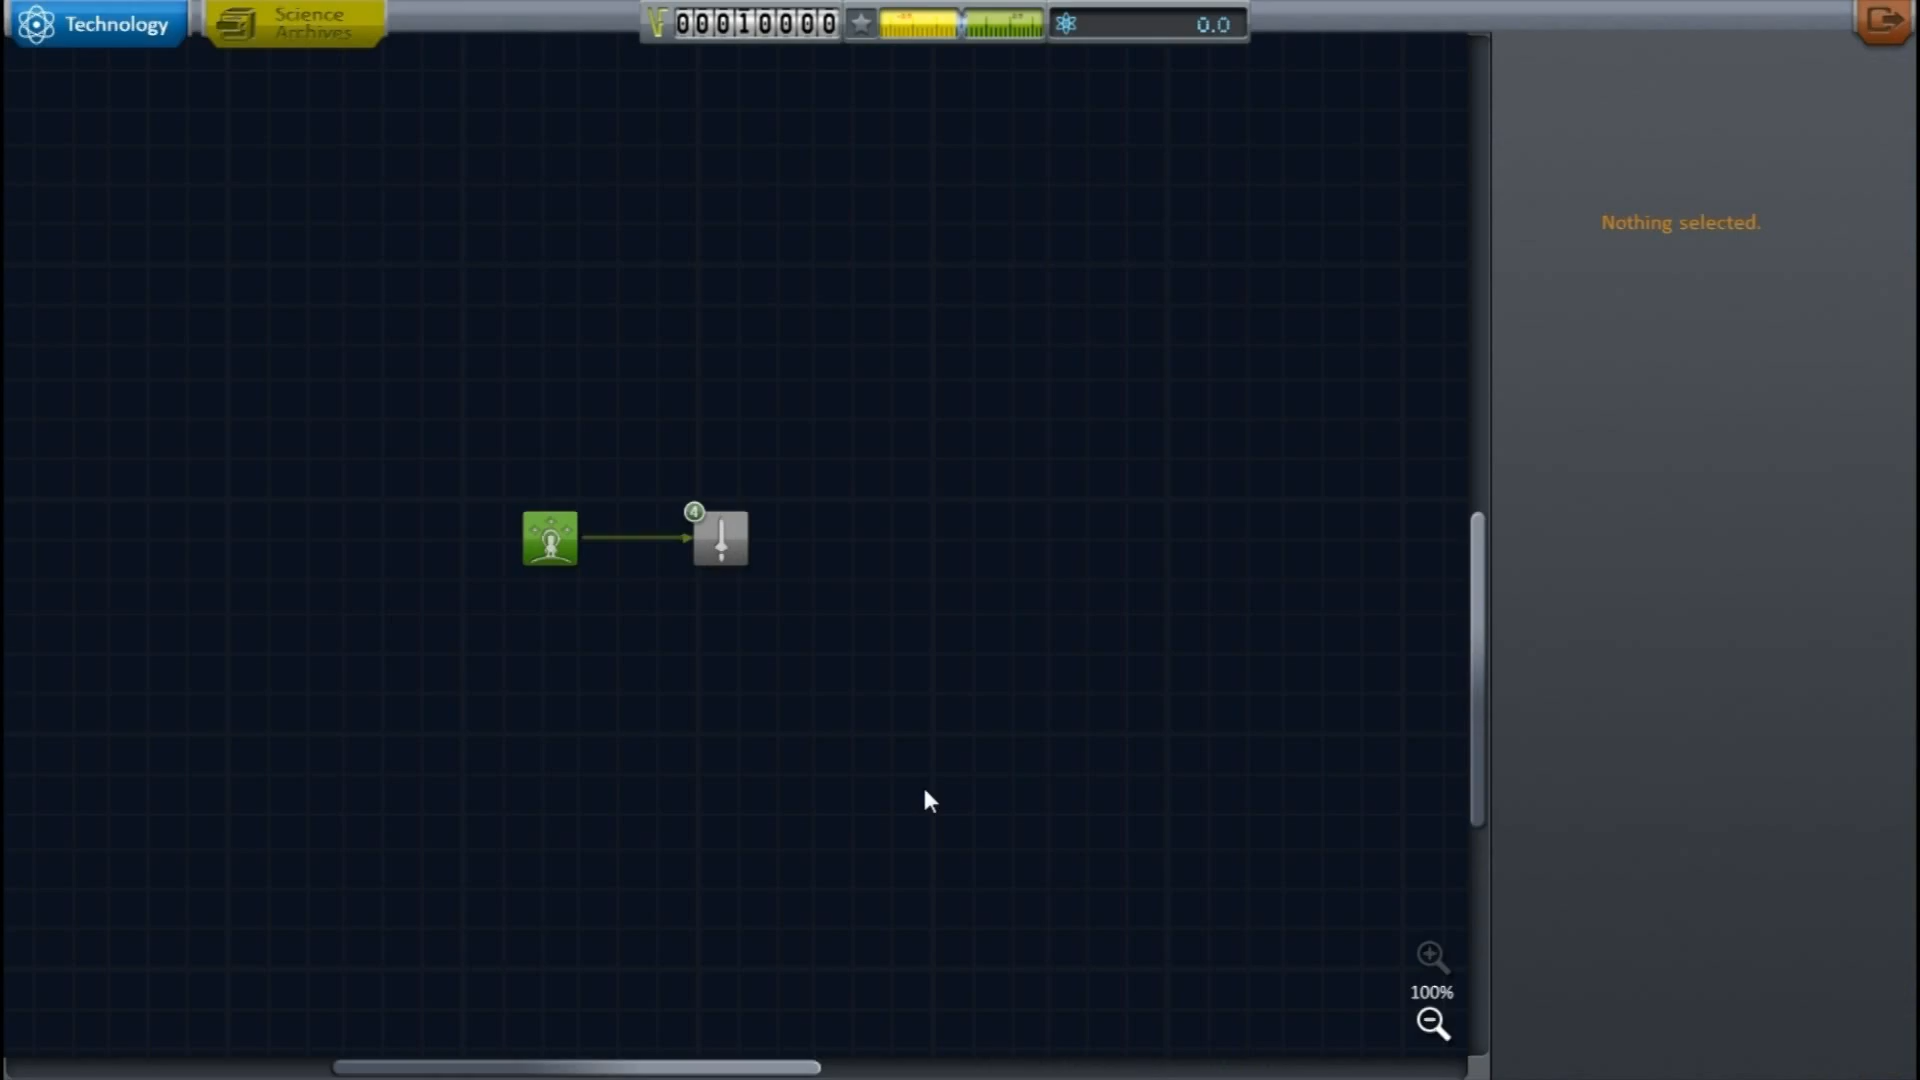 Technology
Science
Archives
00010000
0.0
Nothing selected.
4
100%